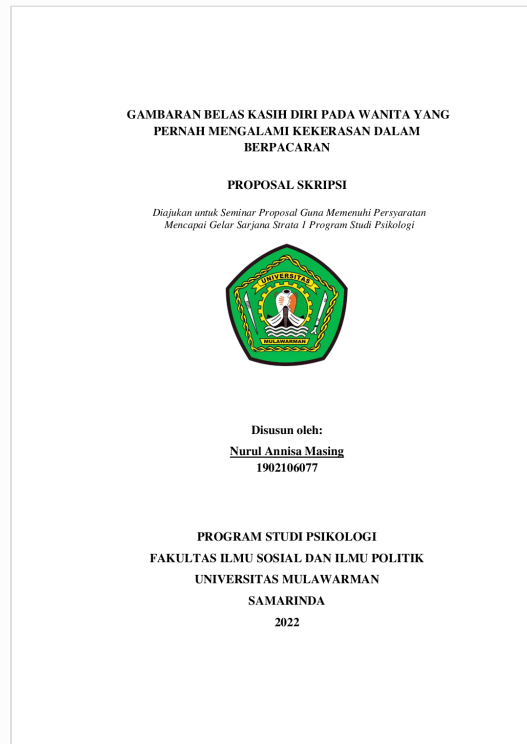 GAMBARAN BELAS KASIH DIRI PADA WANITA YANG
PERNAH MENGALAMI KEKERASAN DALAM
BERPACARAN
PROPOSAL SKRIPSI
Diajukan untuk Seminar Proposal Guna Memenuhi Persyaratan
Mencapai Gelar Sarjana Strata 1 Program Studi Psikologi
UNIVERSITAS
MULAWARMAN
Disusun oleh:
Nurul Annisa Masing
1902106077
PROGRAM STUDI PSIKOLOGI
FAKULTAS ILMU SOSIAL DAN ILMU POLITIK
UNIVERSITAS MULAWARMAN
SAMARINDA
2022